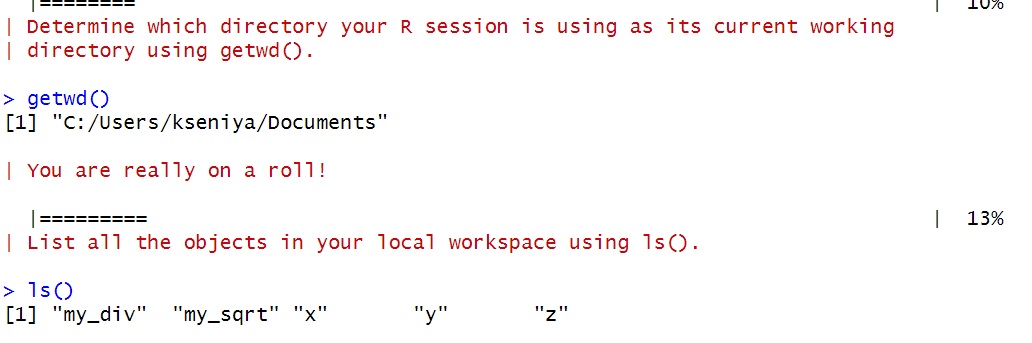 |======== | 10%
| Determine which directory your R session is using as its current working
| directory using getwd().
> getwd()
[1] "C:/Users/kseniya/Documents"
| You are really on a roll!
|========= | 13%
| List all the objects in your local workspace using ls().
> ls()
[1] "my_div" "my_sqrt" "x" "y" "z"